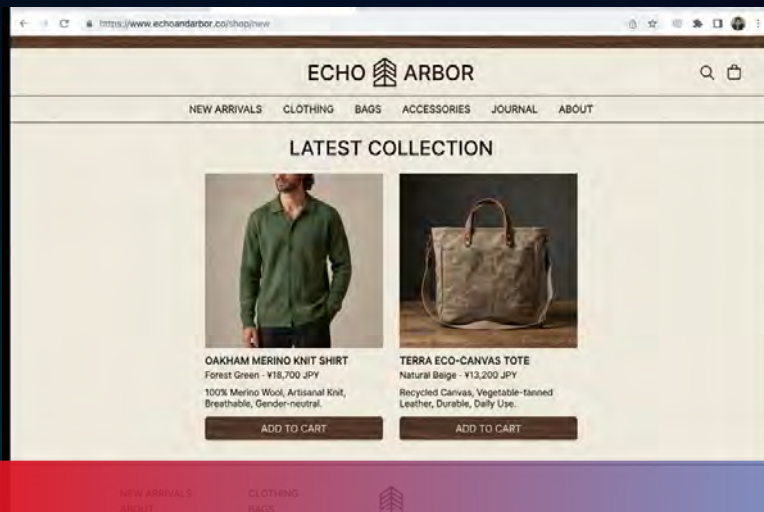 https://www.echoandarbor.co/shop/new
ECHO ARBOR
NEW ARRIVALS CLOTHING BAGS ACCESSORIES JOURNAL ABOUT
LATEST COLLECTION
OAKHAM MERINO KNIT SHIRT
Forest Green - ¥18,700 JPY
100% Merino Wool, Artisanal Knit,
Breathable, Gender-neutral.
ADD TO CART
TERRA ECO-CANVAS TOTE
Natural Beige - ¥13,200 JPY
Recycled Canvas, Vegetable-tanned
Leather, Durable, Daily Use.
ADD TO CART
NEW ARRIVALS CLOTHING
ABOUT BAGS